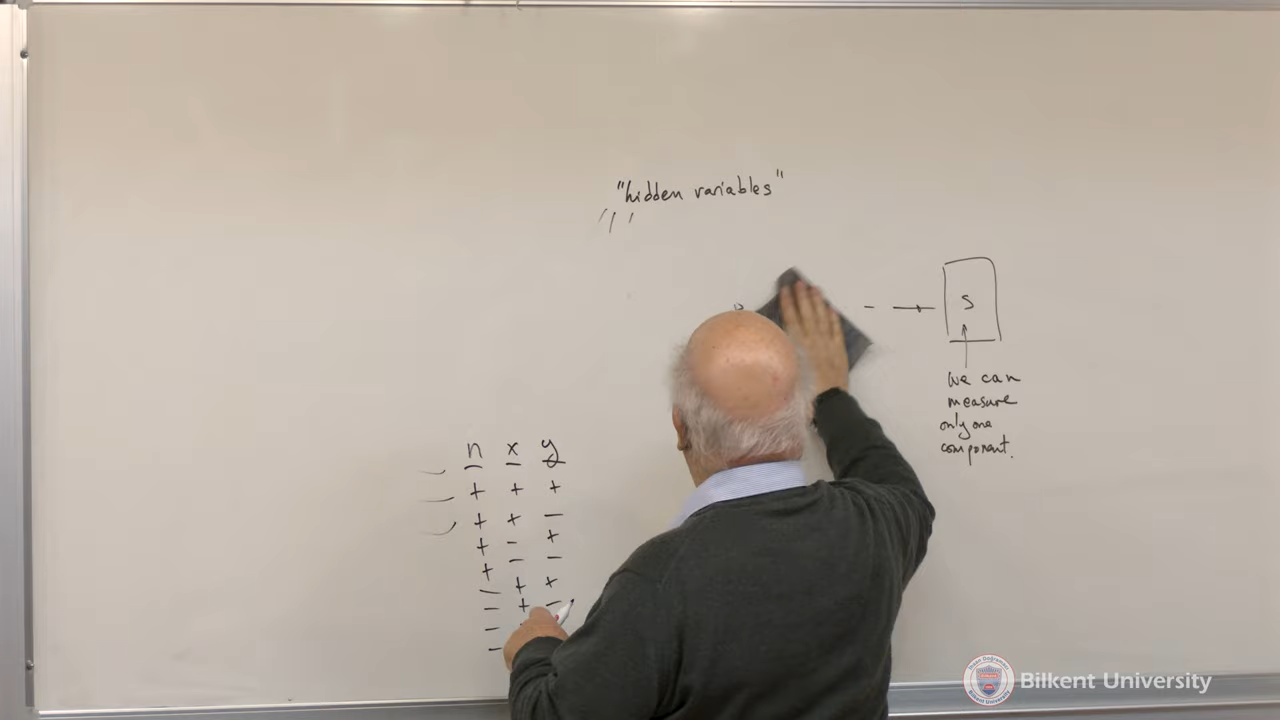 "hidden variables"
S
we can
measure
only one
component.
n x y
+ + +
+ + –
+ – +
+ – –
– + +
– + –
–
–
Bilkent University